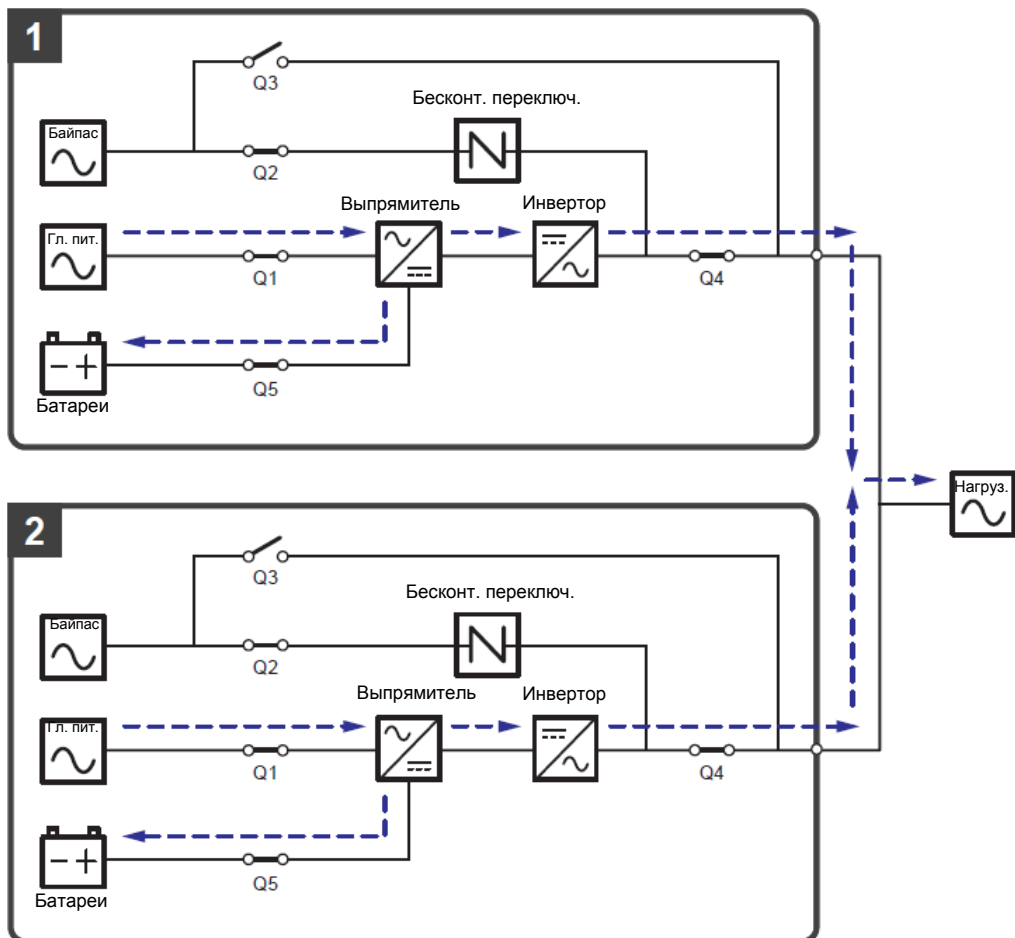 1
Q3
Бесконт. переключ.
Байпас
Q2
Выпрямитель
Инвертор
Гл. пит.
Q1
Q4
Q5
Батареи
Нагруз.
2
Q3
Бесконт. переключ.
Байпас
Q2
Выпрямитель
Инвертор
Гл. пит.
Q1
Q4
Q5
Батареи